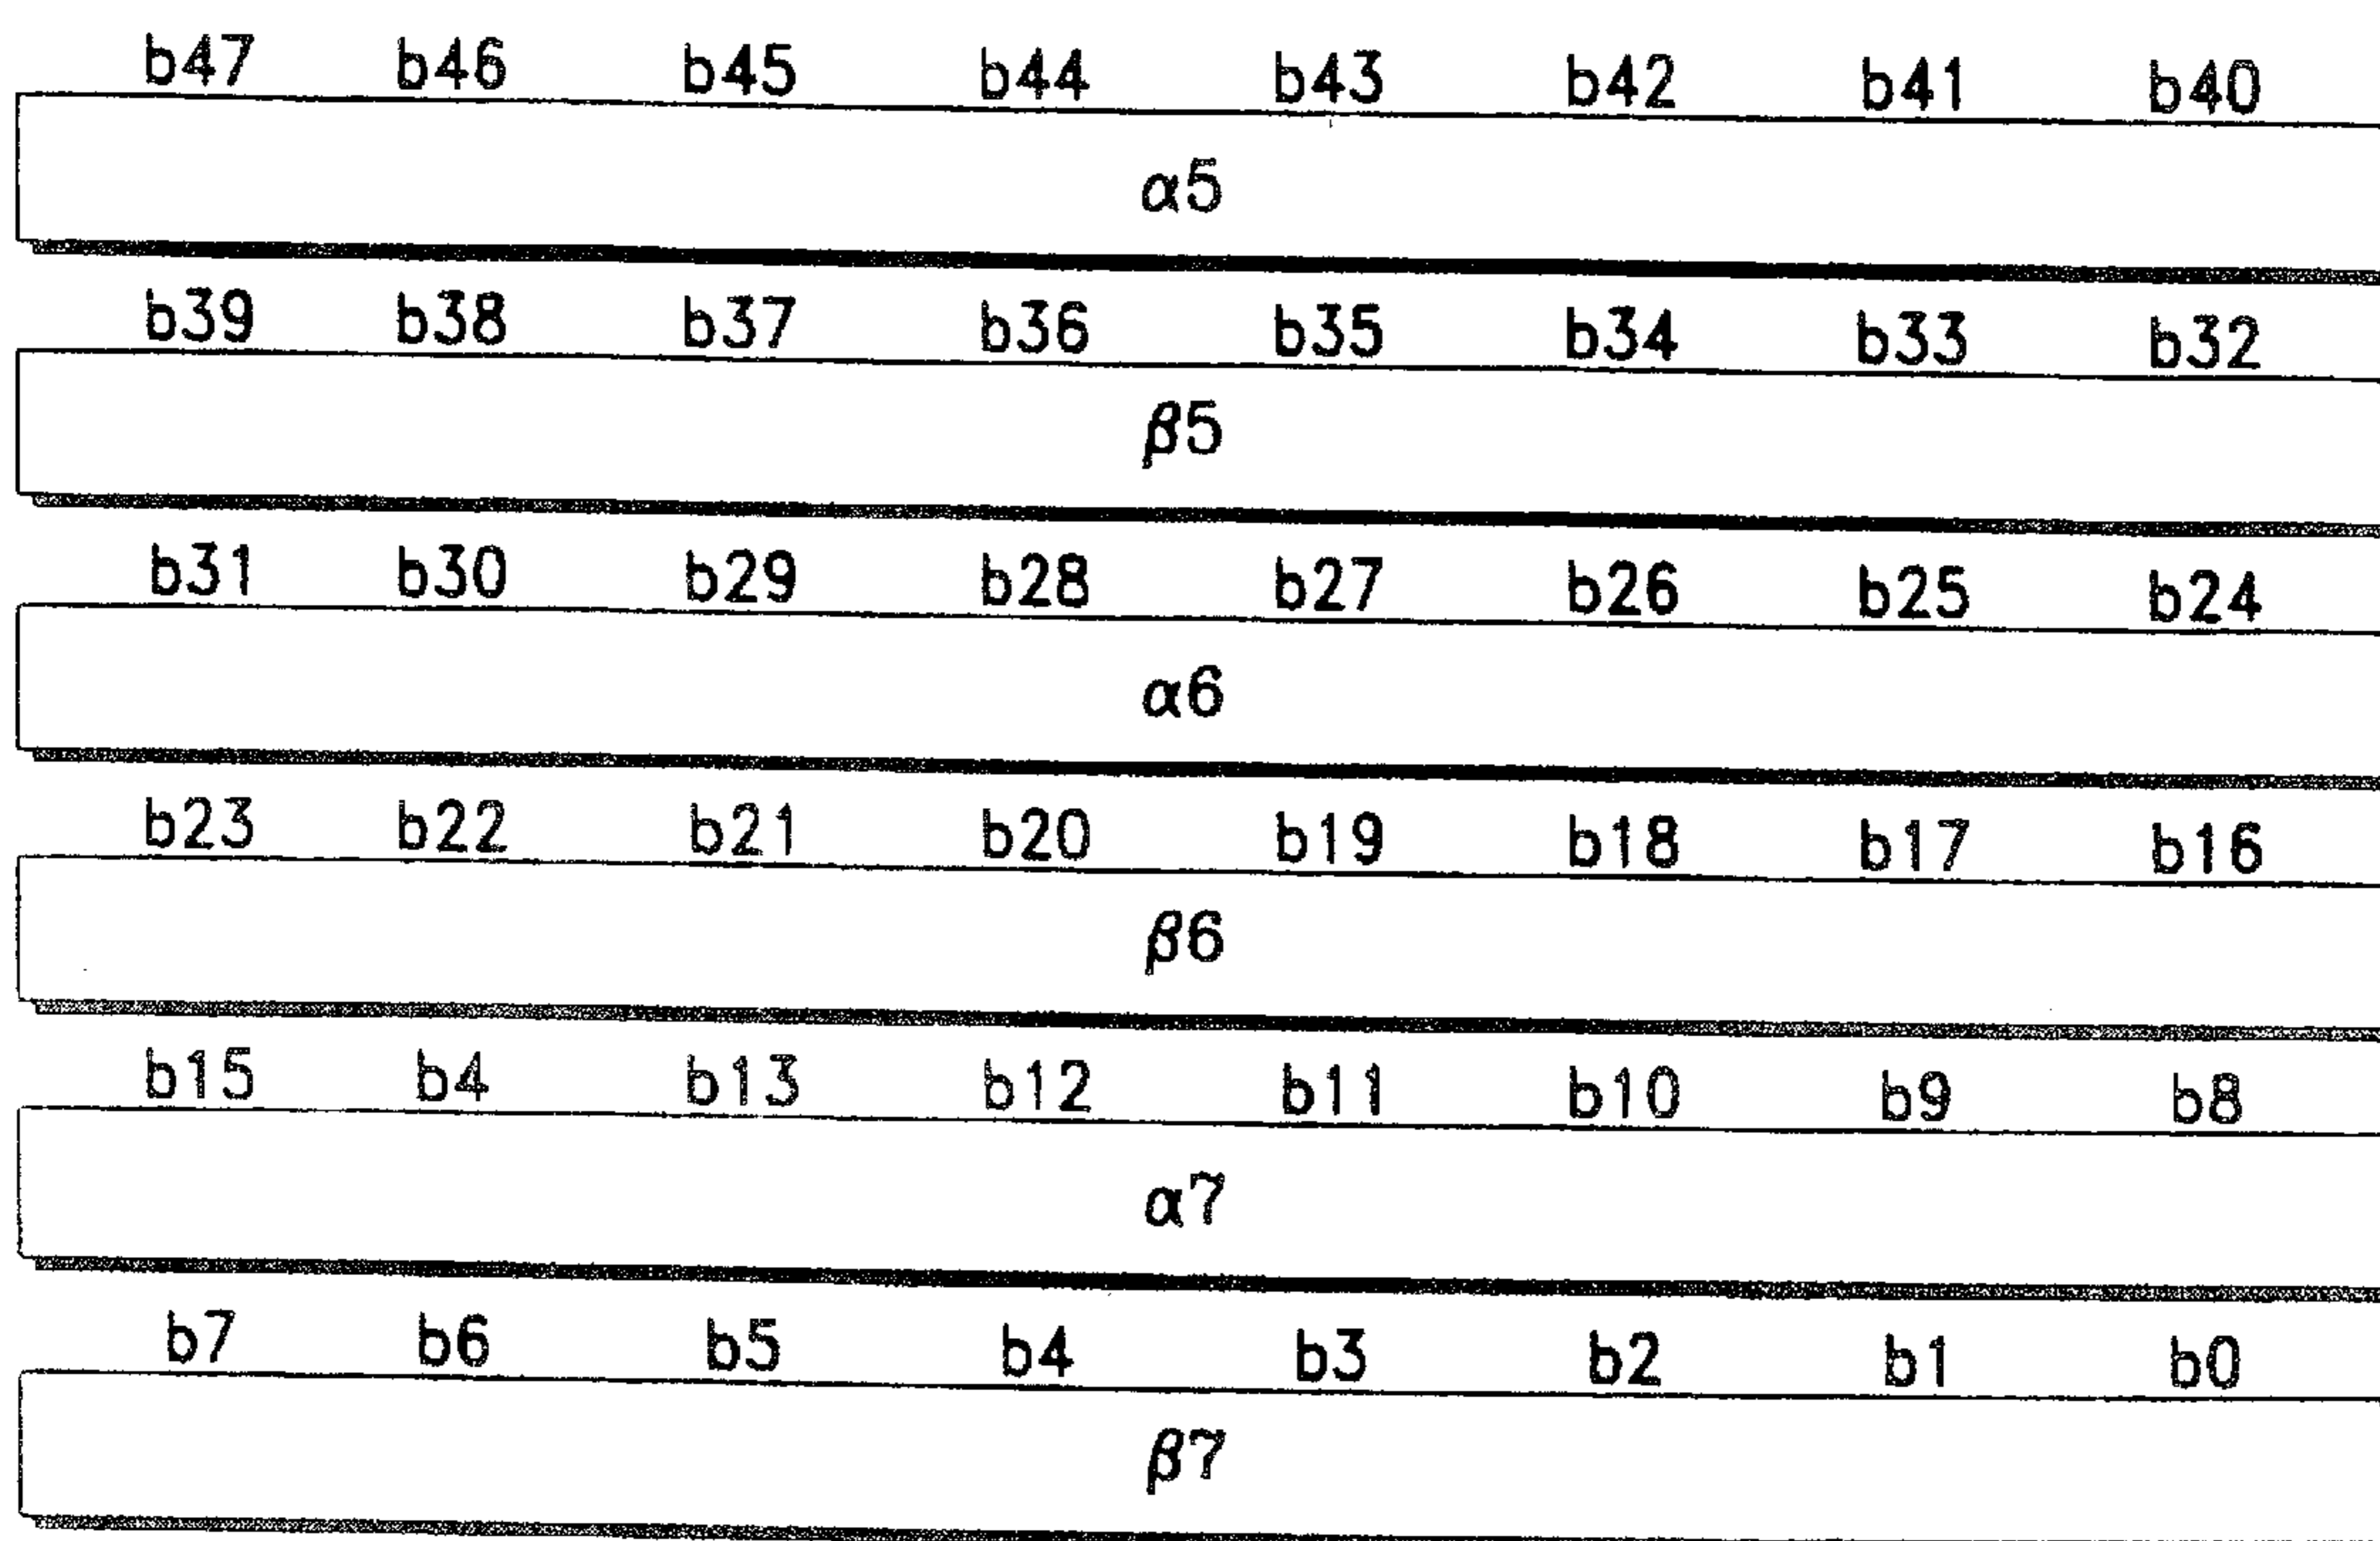 b47 b46 b45 b44 b43 b42 b41 b40
α5
b39 b38 b37 b36 b35 b34 b33 b32
β5
b31 b30 b29 b28 b27 b26 b25 b24
α6
b23 b22 b21 b20 b19 b18 b17 b16
β6
b15 b4 b13 b12 b11 b10 b9 b8
α7
b7 b6 b5 b4 b3 b2 b1 b0
β7